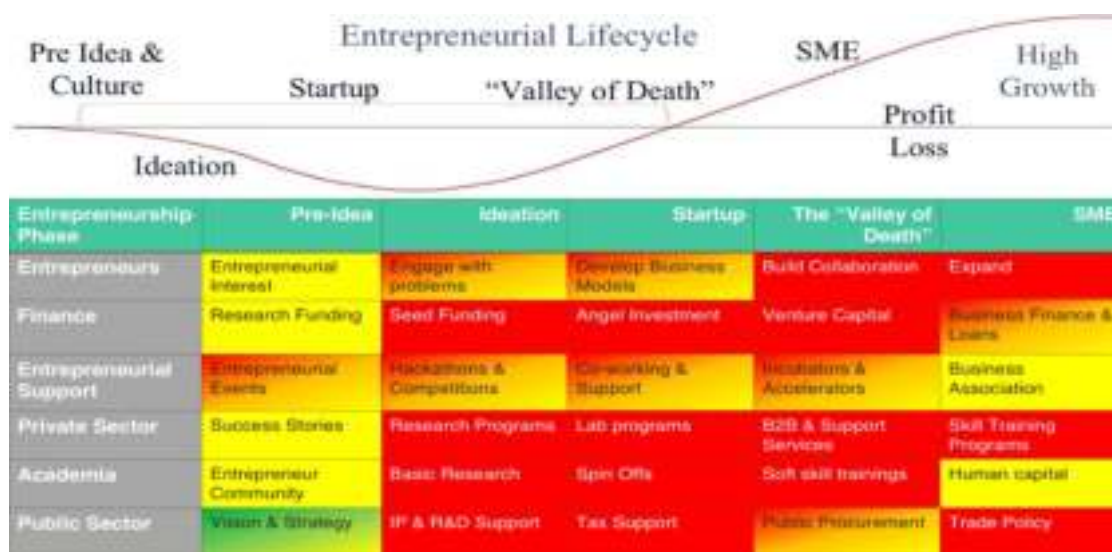 Entrepreneurial Lifecycle
Pre Idea &
Culture
Startup
“Valley of Death”
SME
High
Growth
Profit
Loss
Ideation
Entrepreneurship
Phase
Pre-Idea
Ideation
Startup
The “Valley of
Death”
SME
Entrepreneurs
Entrepreneurial
Interest
Engage with
problems
Develop Business
Models
Build Collaboration
Expand
Finance
Research Funding
Seed Funding
Angel Investment
Venture Capital
Business Finance &
Loans
Entrepreneurial
Support
Entrepreneurial
Events
Hackathons &
Competitions
Co-working &
Support
Incubators &
Accelerators
Business
Association
Private Sector
Success Stories
Research Programs
Lab programs
B2B & Support
Services
Skill Training
Programs
Academia
Entrepreneur
Community
Basic Research
Spin Offs
Soft skill trainings
Human capital
Public Sector
Vision & Strategy
IP & R&D Support
Tax Support
Public Procurement
Trade Policy